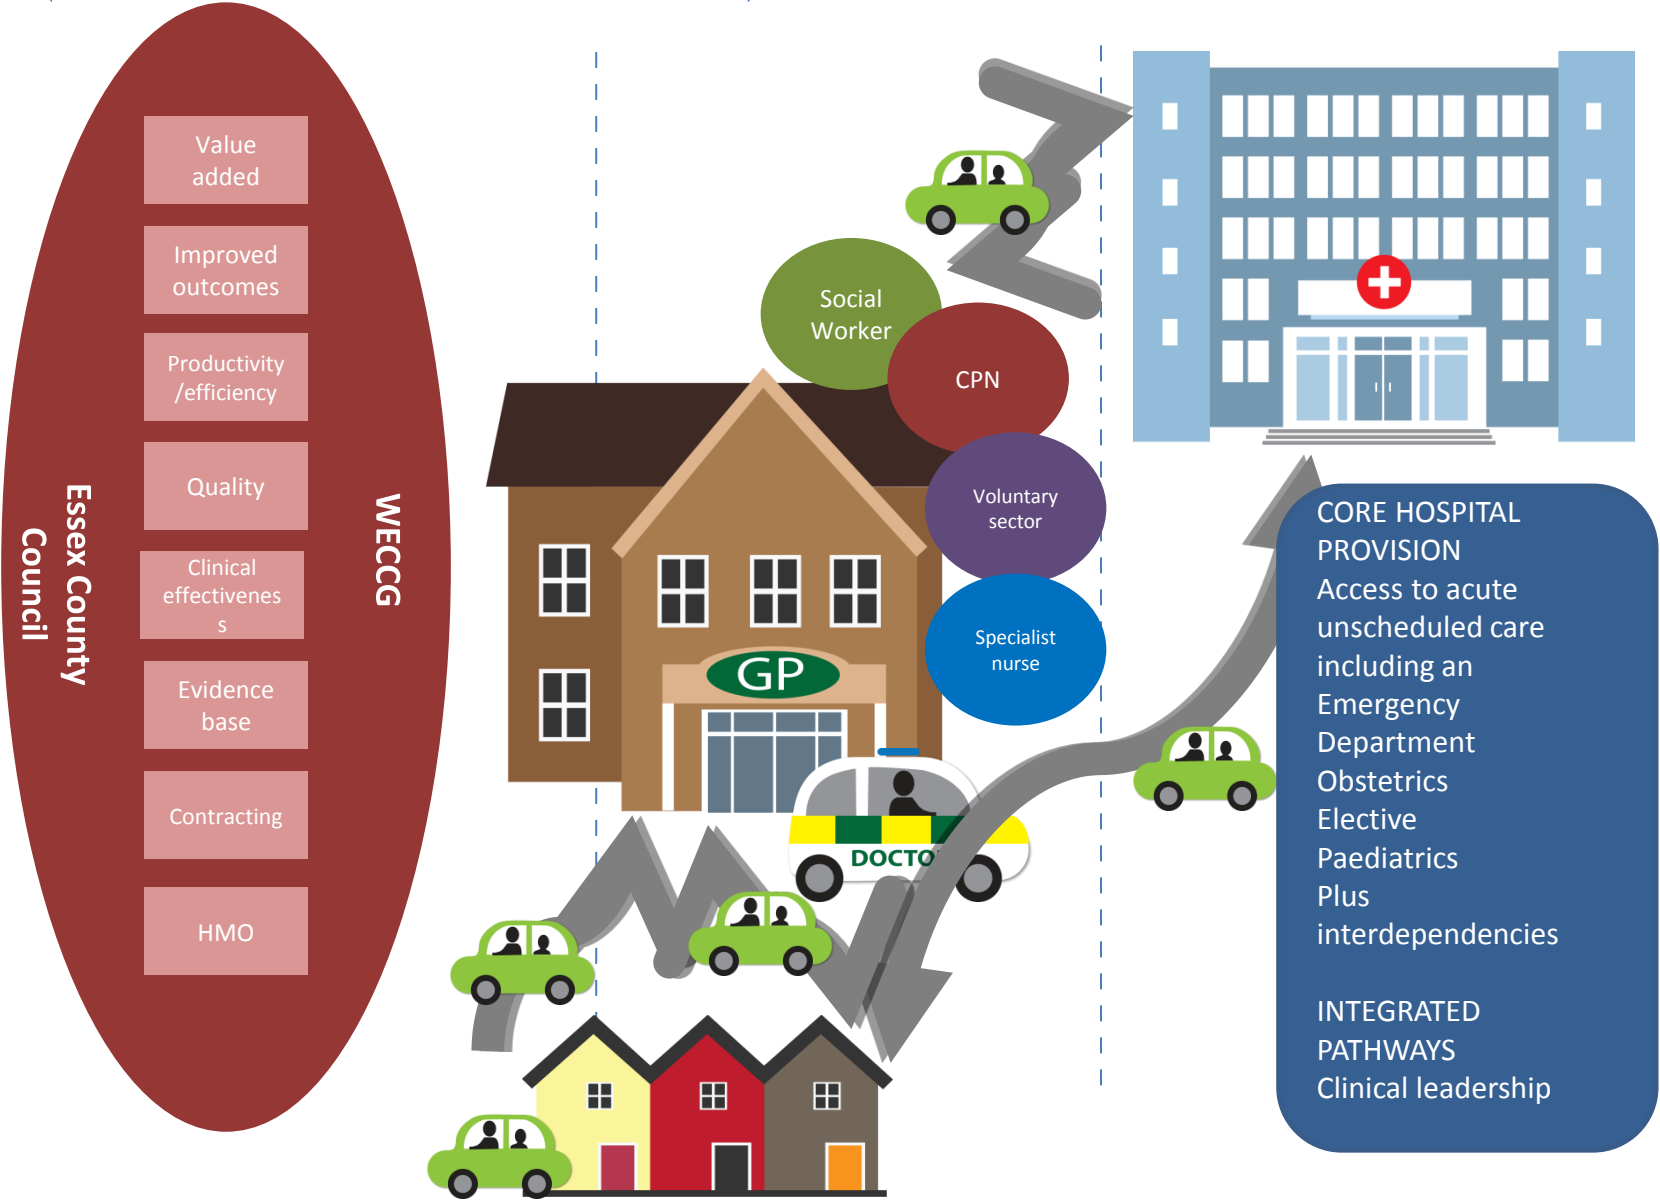 Essex County
Council
WECCG
Value
added
Improved
outcomes
Productivity
/efficiency
Quality
Clinical
effectivenes
s
Evidence
base
Contracting
HMO
Social
Worker
CPN
Voluntary
sector
Specialist
nurse
GP
DOCTO
CORE HOSPITAL
PROVISION
Access to acute
unscheduled care
including an
Emergency
Department
Obstetrics
Elective
Paediatrics
Plus
interdependencies
INTEGRATED
PATHWAYS
Clinical leadership